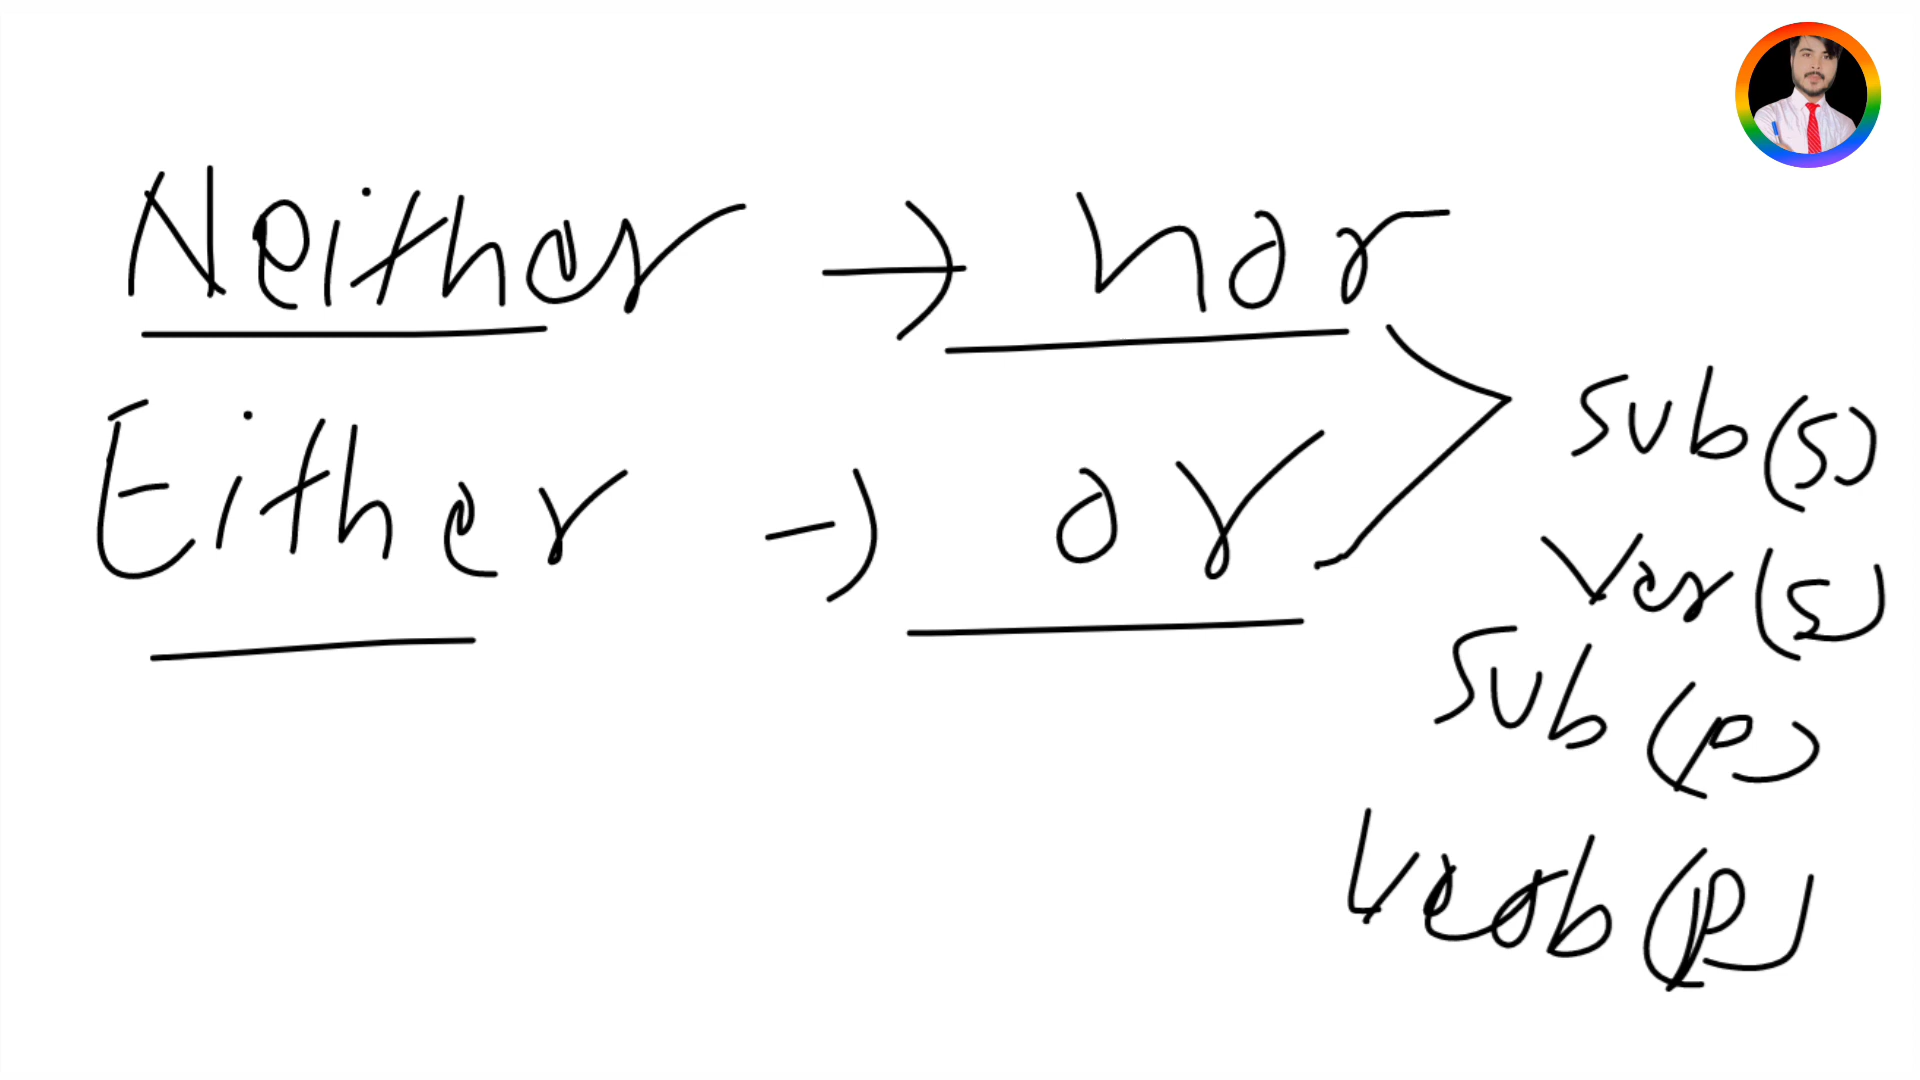 Neither → nor
Either → or
Sub(s)
Ver(s)
Sub(p)
Verb(p)